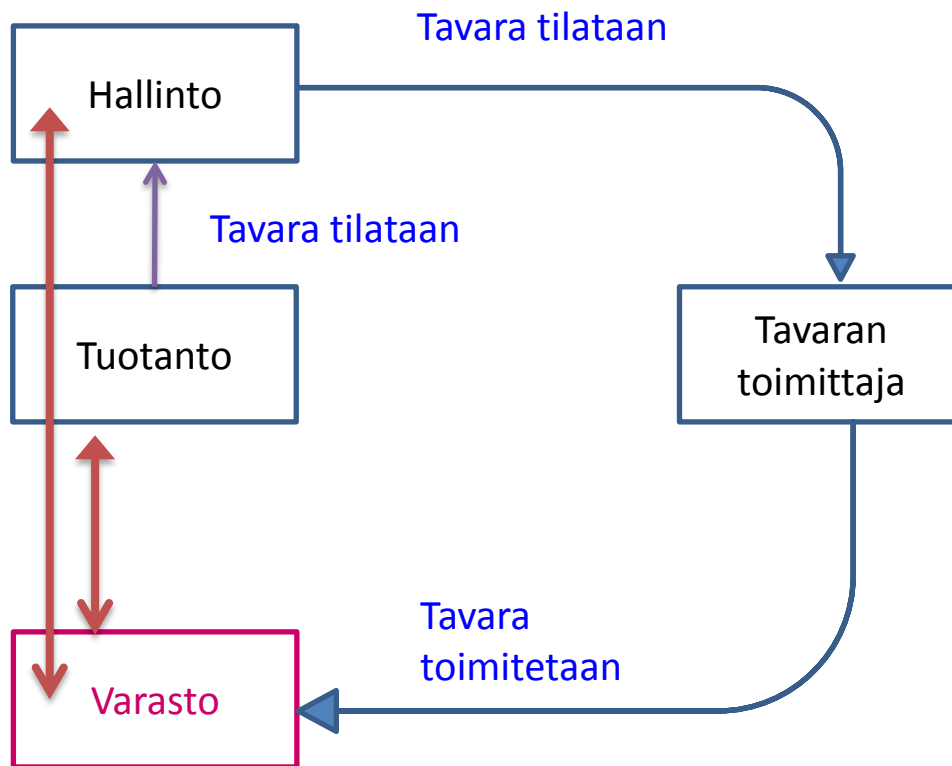 Tavara tilataan
Hallinto
Tavara tilataan
Tuotanto
Tavaran
toimittaja
Tavara
toimitetaan
Varasto